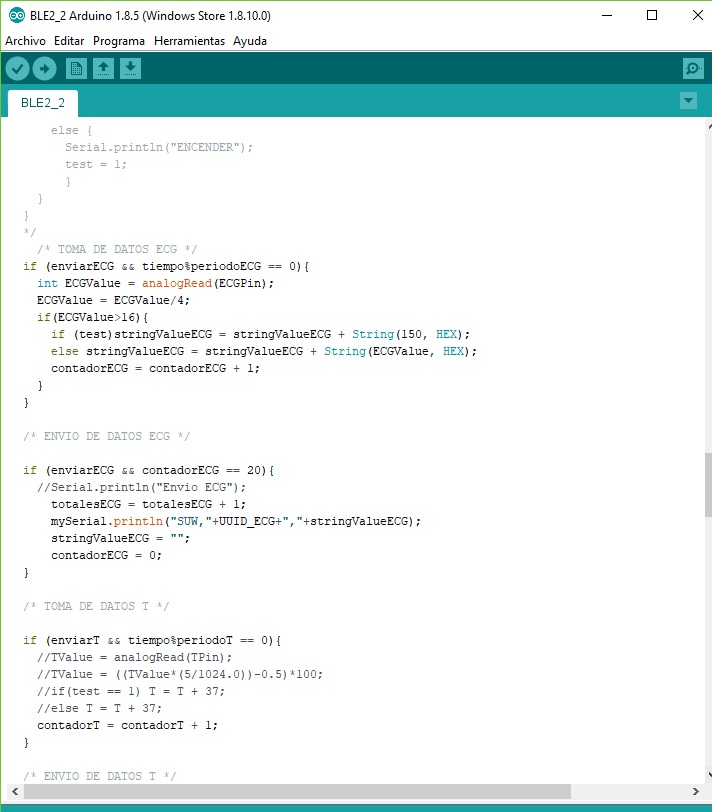 BLE2_2 Arduino 1.8.5 (Windows Store 1.8.10.0)
Archivo Editar Programa Herramientas Ayuda
BLE2_2
else {
Serial.println("ENCENDER");
test = 1;
}
}
}
*/
/* TOMA DE DATOS ECG */
if (enviarECG && tiempo%periodoECG == 0){
int ECGValue = analogRead(ECGPin);
ECGValue = ECGValue/4;
if(ECGValue>16){
if (test)stringValueECG = stringValueECG + String(150, HEX);
else stringValueECG = stringValueECG + String(ECGValue, HEX);
contadorECG = contadorECG + 1;
}
}
/* ENVIO DE DATOS ECG */
if (enviarECG && contadorECG == 20){
//Serial.println("Envio ECG");
totalesECG = totalesECG + 1;
mySerial.println("SUW,"+UUID_ECG+","+stringValueECG);
stringValueECG = "";
contadorECG = 0;
}
/* TOMA DE DATOS T */
if (enviarT && tiempo%periodoT == 0){
//TValue = analogRead(TPin);
//TValue = ((TValue*(5/1024.0))-0.5)*100;
//if(test == 1) T = T + 37;
//else T = T + 37;
contadorT = contadorT + 1;
}
/* ENVIO DE DATOS T */